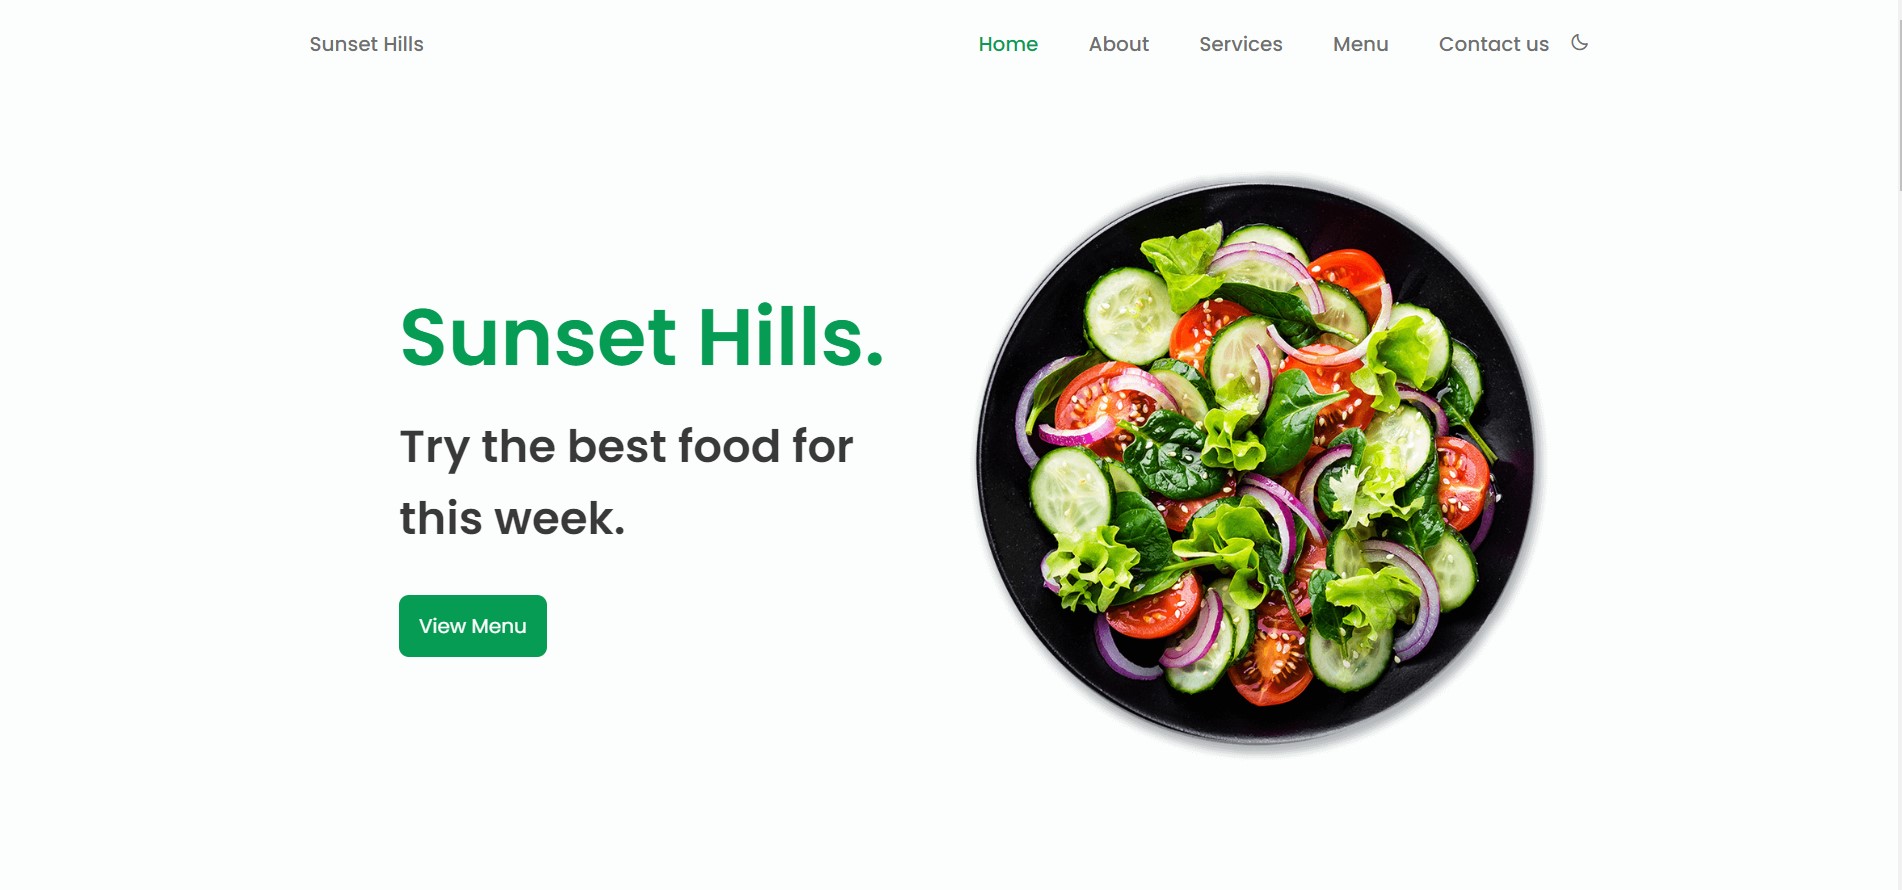 Sunset Hills
Home About Services Menu Contact us
Sunset Hills.
Try the best food for
this week.
View Menu